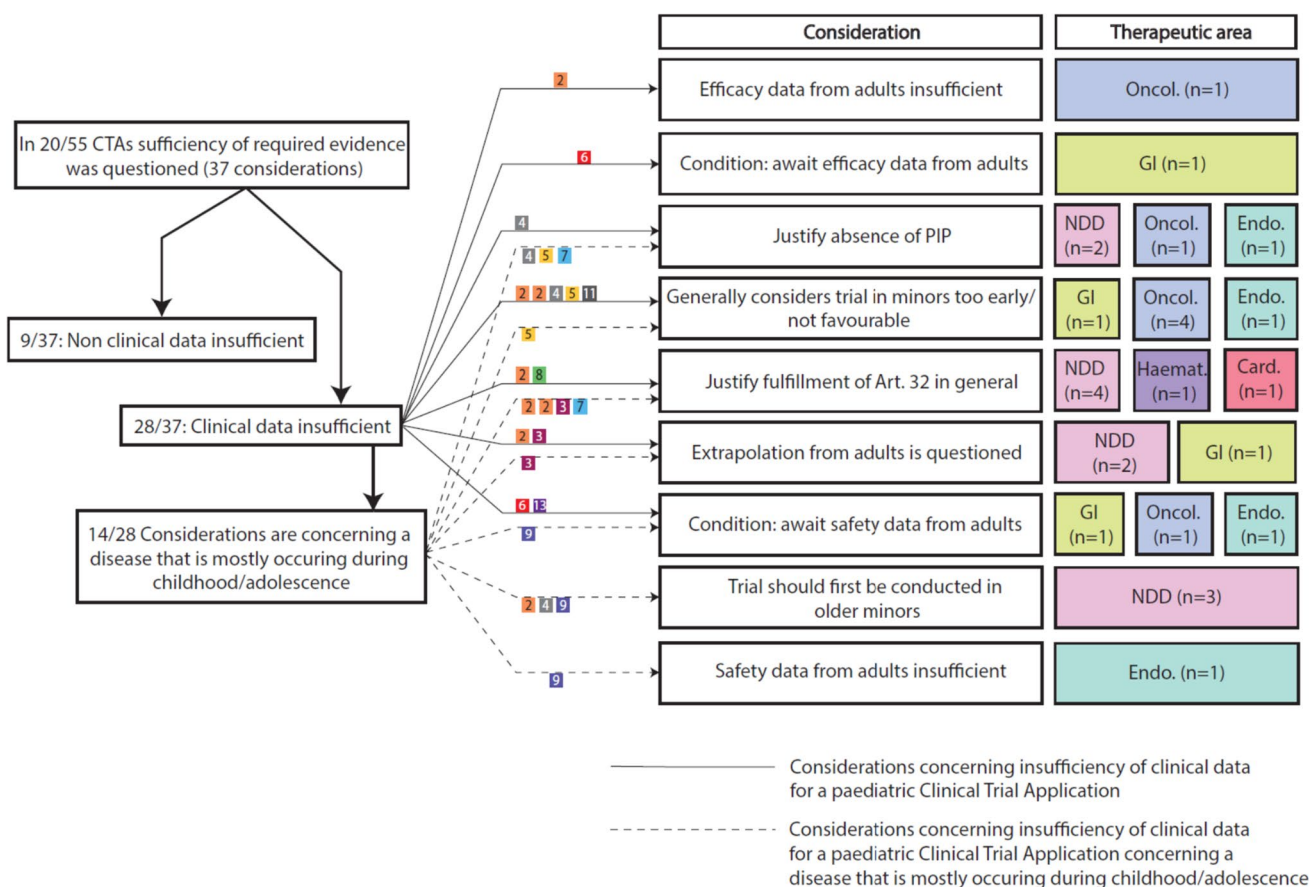 Consideration
Therapeutic area
In 20/55 CTAs sufficiency of required evidence
was questioned (37 considerations)
9/37: Non clinical data insufficient
28/37: Clinical data insufficient
14/28 Considerations are concerning a
disease that is mostly occuring during
childhood/adolescence
2
Efficacy data from adults insufficient
Oncol. (n=1)
6
Condition: await efficacy data from adults
GI (n=1)
4
4 5 7
Justify absence of PIP
NDD
(n=2)
Oncol.
(n=1)
Endo.
(n=1)
2 2 4 5 11
5
Generally considers trial in minors too early/
not favourable
GI
(n=1)
Oncol.
(n=4)
Endo.
(n=1)
2 8
2 2 3 7
Justify fulfillment of Art. 32 in general
NDD
(n=4)
Haemat.
(n=1)
Card.
(n=1)
2 3
3
Extrapolation from adults is questioned
NDD
(n=2)
GI (n=1)
6 13
9
Condition: await safety data from adults
GI
(n=1)
Oncol.
(n=1)
Endo.
(n=1)
2 4 9
Trial should first be conducted in
older minors
NDD (n=3)
9
Safety data from adults insufficient
Endo. (n=1)
Considerations concerning insufficiency of clinical data
for a paediatric Clinical Trial Application
Considerations concerning insufficiency of clinical data
for a paediatric Clinical Trial Application concerning a
disease that is mostly occuring during childhood/adolescence